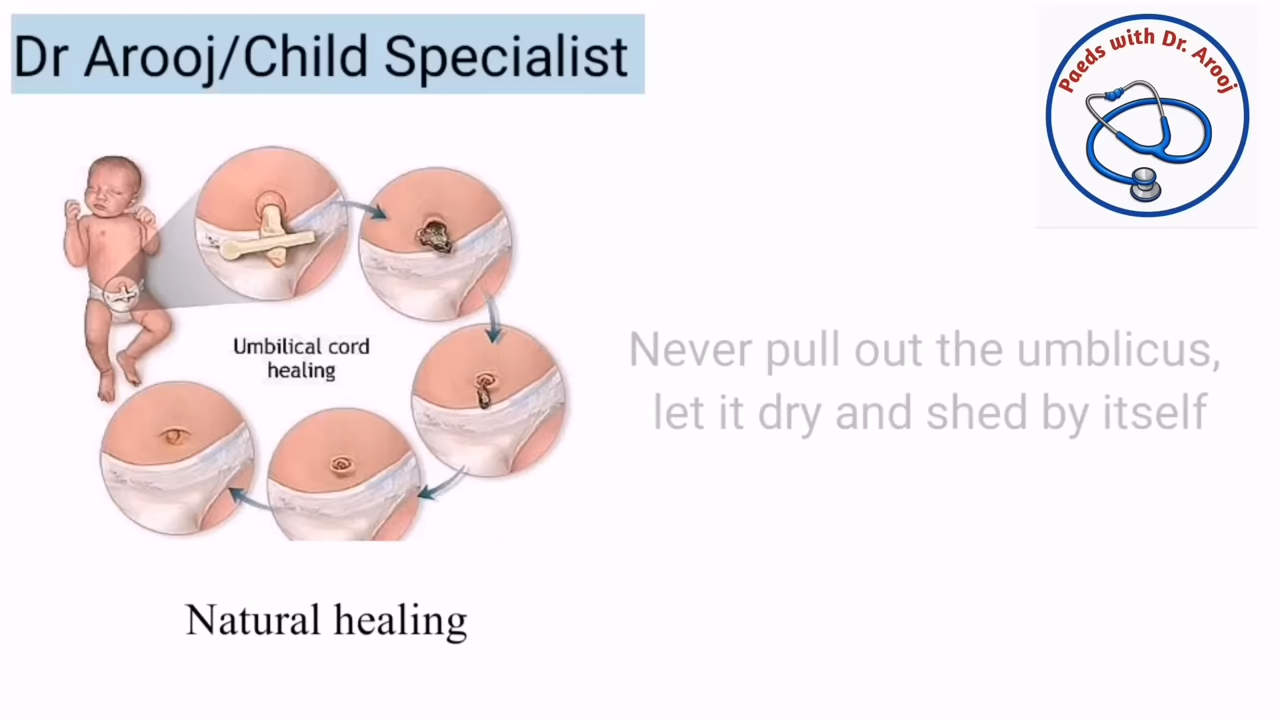 Dr Arooj/Child Specialist
Paeds with Dr. Arooj
Umbilical cord
healing
Never pull out the umblicus,
let it dry and shed by itself
Natural healing